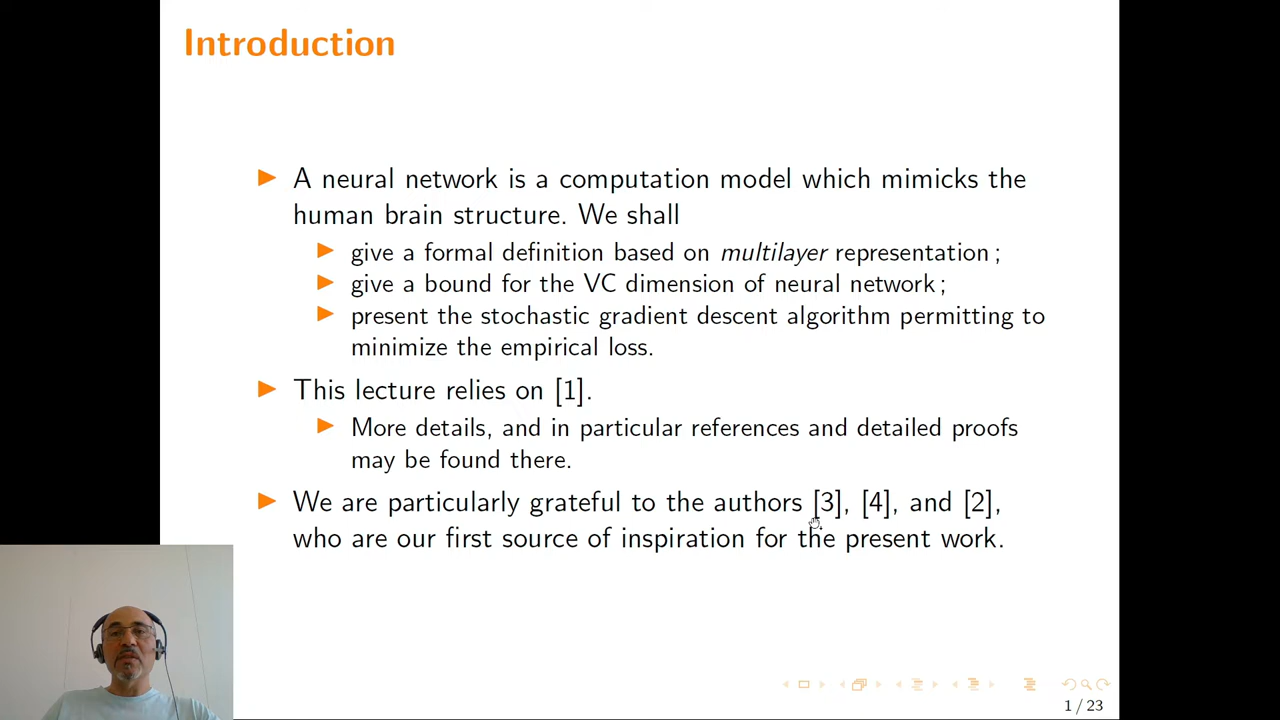 Introduction
A neural network is a computation model which mimicks the
human brain structure. We shall
give a formal definition based on multilayer representation ;
give a bound for the VC dimension of neural network ;
present the stochastic gradient descent algorithm permitting to
minimize the empirical loss.
This lecture relies on [1].
More details, and in particular references and detailed proofs
may be found there.
We are particularly grateful to the authors [3], [4], and [2],
who are our first source of inspiration for the present work.
1 / 23